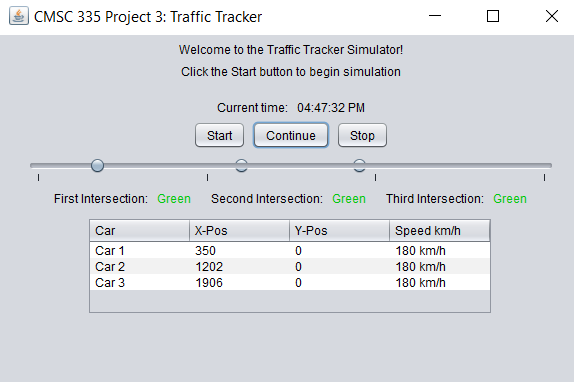 CMSC 335 Project 3: Traffic Tracker
Welcome to the Traffic Tracker Simulator!
Click the Start button to begin simulation
Current time: 04:47:32 PM
Start Continue Stop
First Intersection: Green Second Intersection: Green Third Intersection: Green
Car X-Pos Y-Pos Speed km/h
Car 1 350 0 180 km/h
Car 2 1202 0 180 km/h
Car 3 1906 0 180 km/h